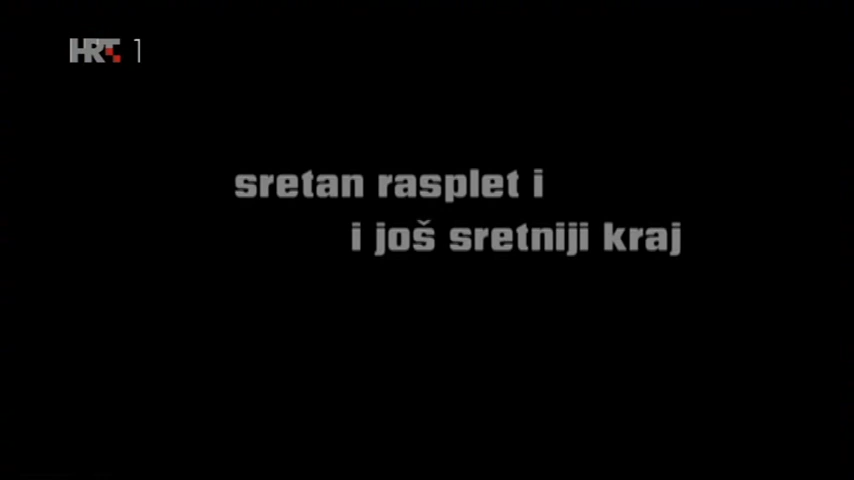 HRT 1
sretan rasplet i
i još sretniji kraj